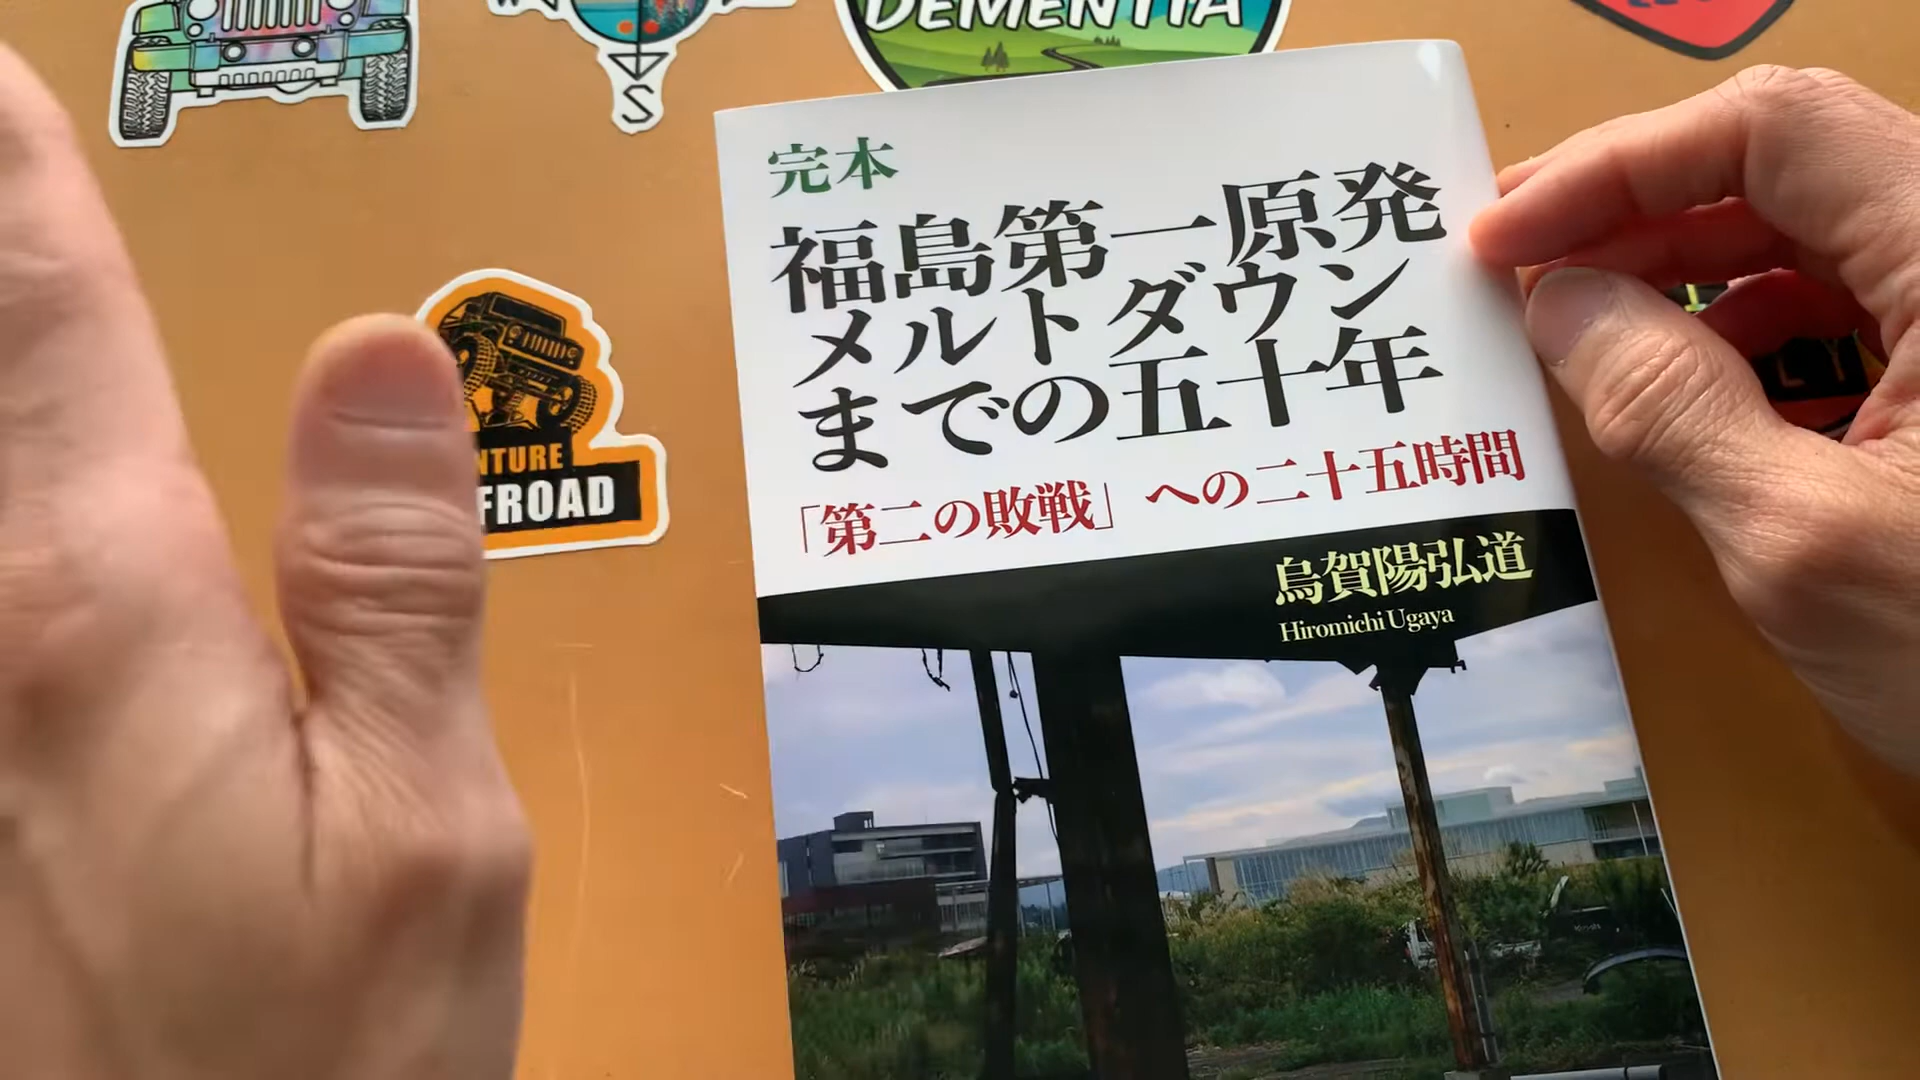 S
DEMENTIA
完本
福島第一原発
メルトダウン
までの五十年
「第二の敗戦」への二十五時間
烏賀陽弘道
Hiromichi Ugaya
NTURE
FROAD